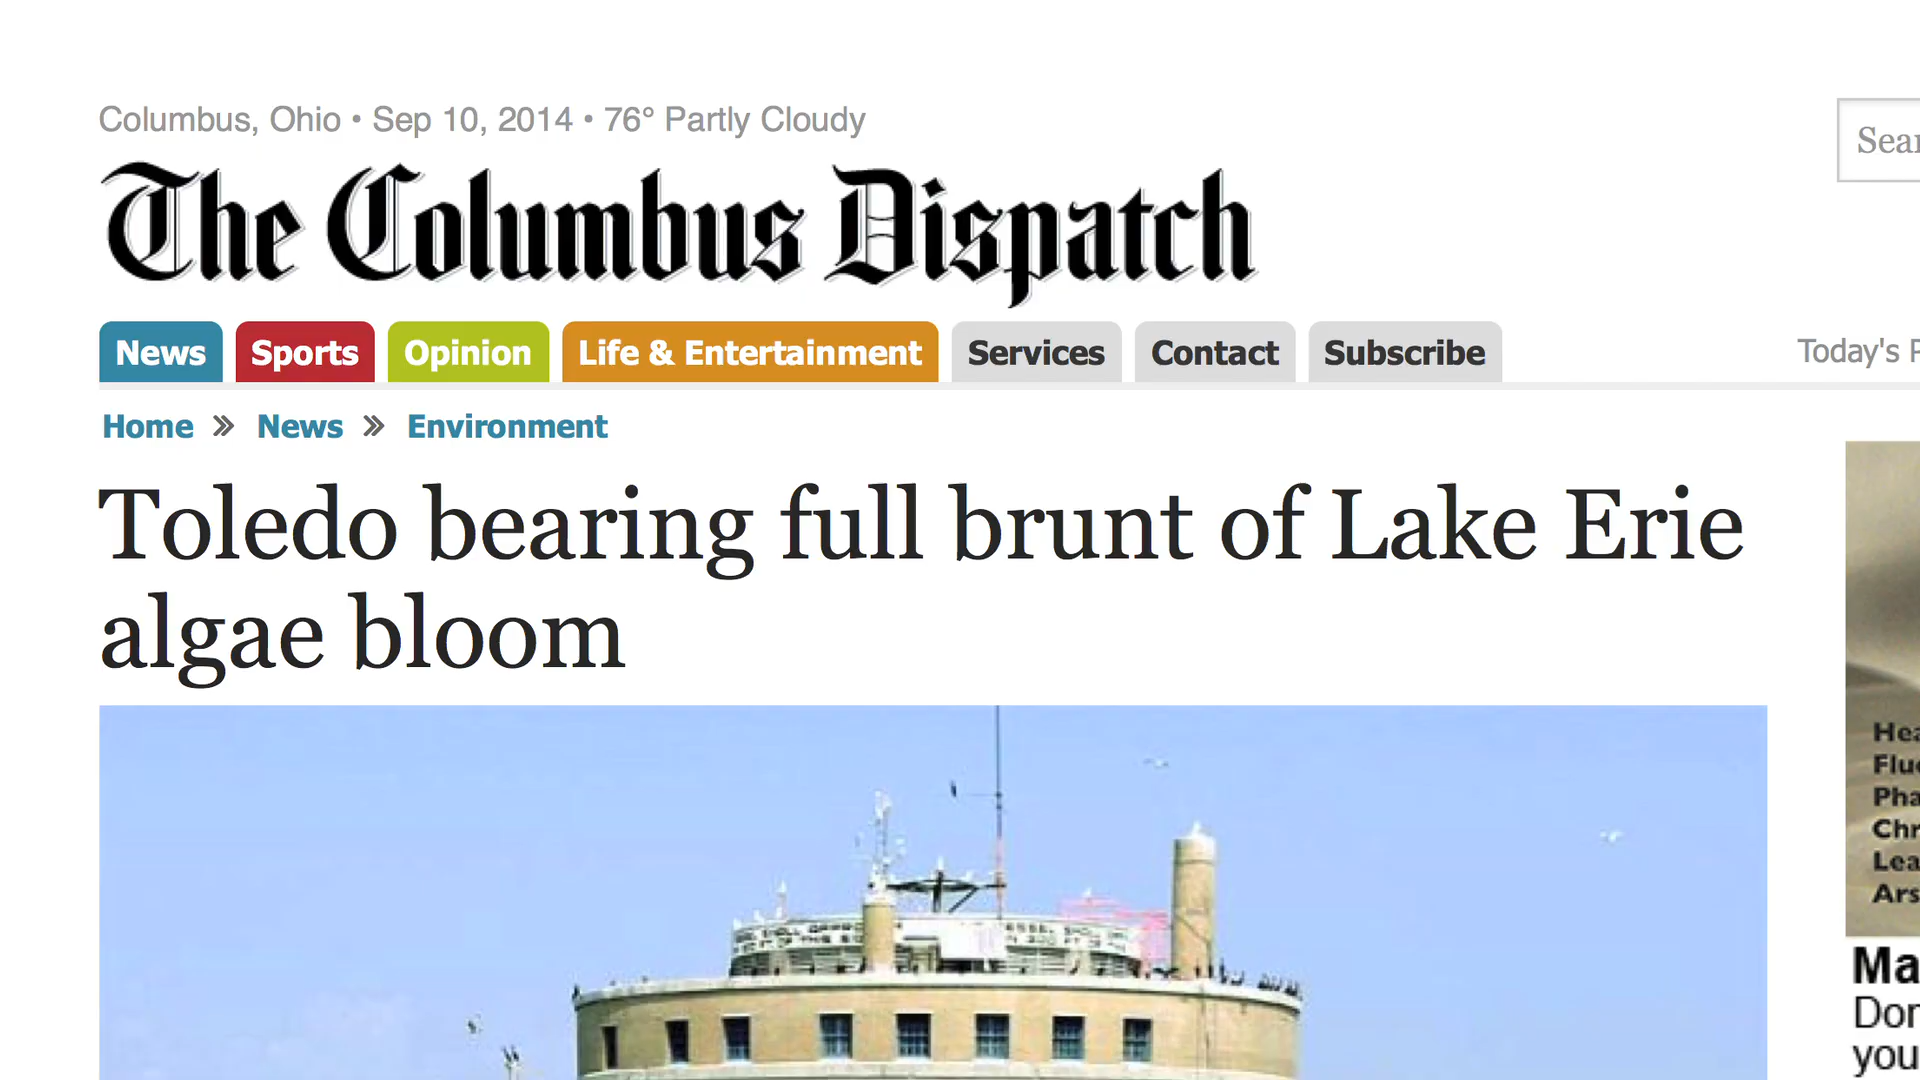 Columbus, Ohio • Sep 10, 2014 • 76° Partly Cloudy
The Columbus Dispatch
News Sports Opinion Life & Entertainment Services Contact Subscribe
Today's
Home » News » Environment
Toledo bearing full brunt of Lake Erie
algae bloom